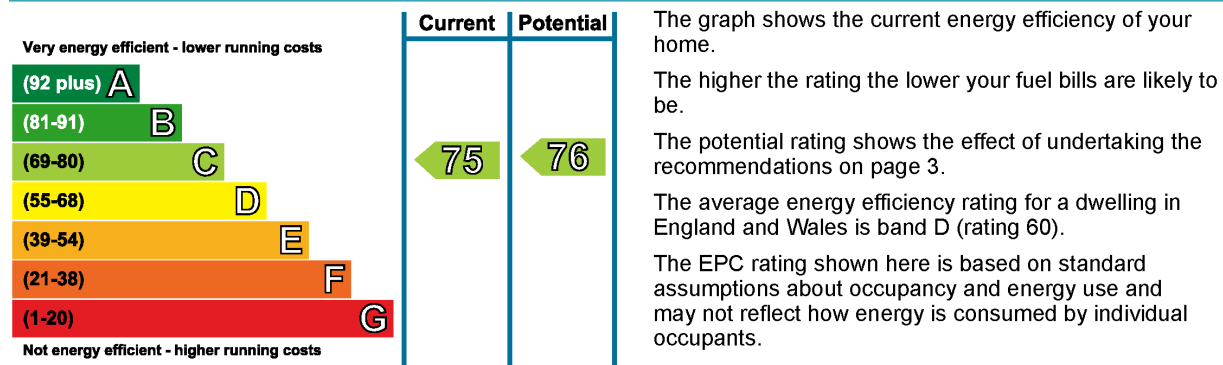 Current Potential
Very energy efficient - lower running costs
(92 plus) A
(81-91) B
(69-80) C
75 76
(55-68) D
(39-54) E
(21-38) F
(1-20) G
Not energy efficient - higher running costs
The graph shows the current energy efficiency of your
home.
The higher the rating the lower your fuel bills are likely to
be.
The potential rating shows the effect of undertaking the
recommendations on page 3.
The average energy efficiency rating for a dwelling in
England and Wales is band D (rating 60).
The EPC rating shown here is based on standard
assumptions about occupancy and energy use and
may not reflect how energy is consumed by individual
occupants.